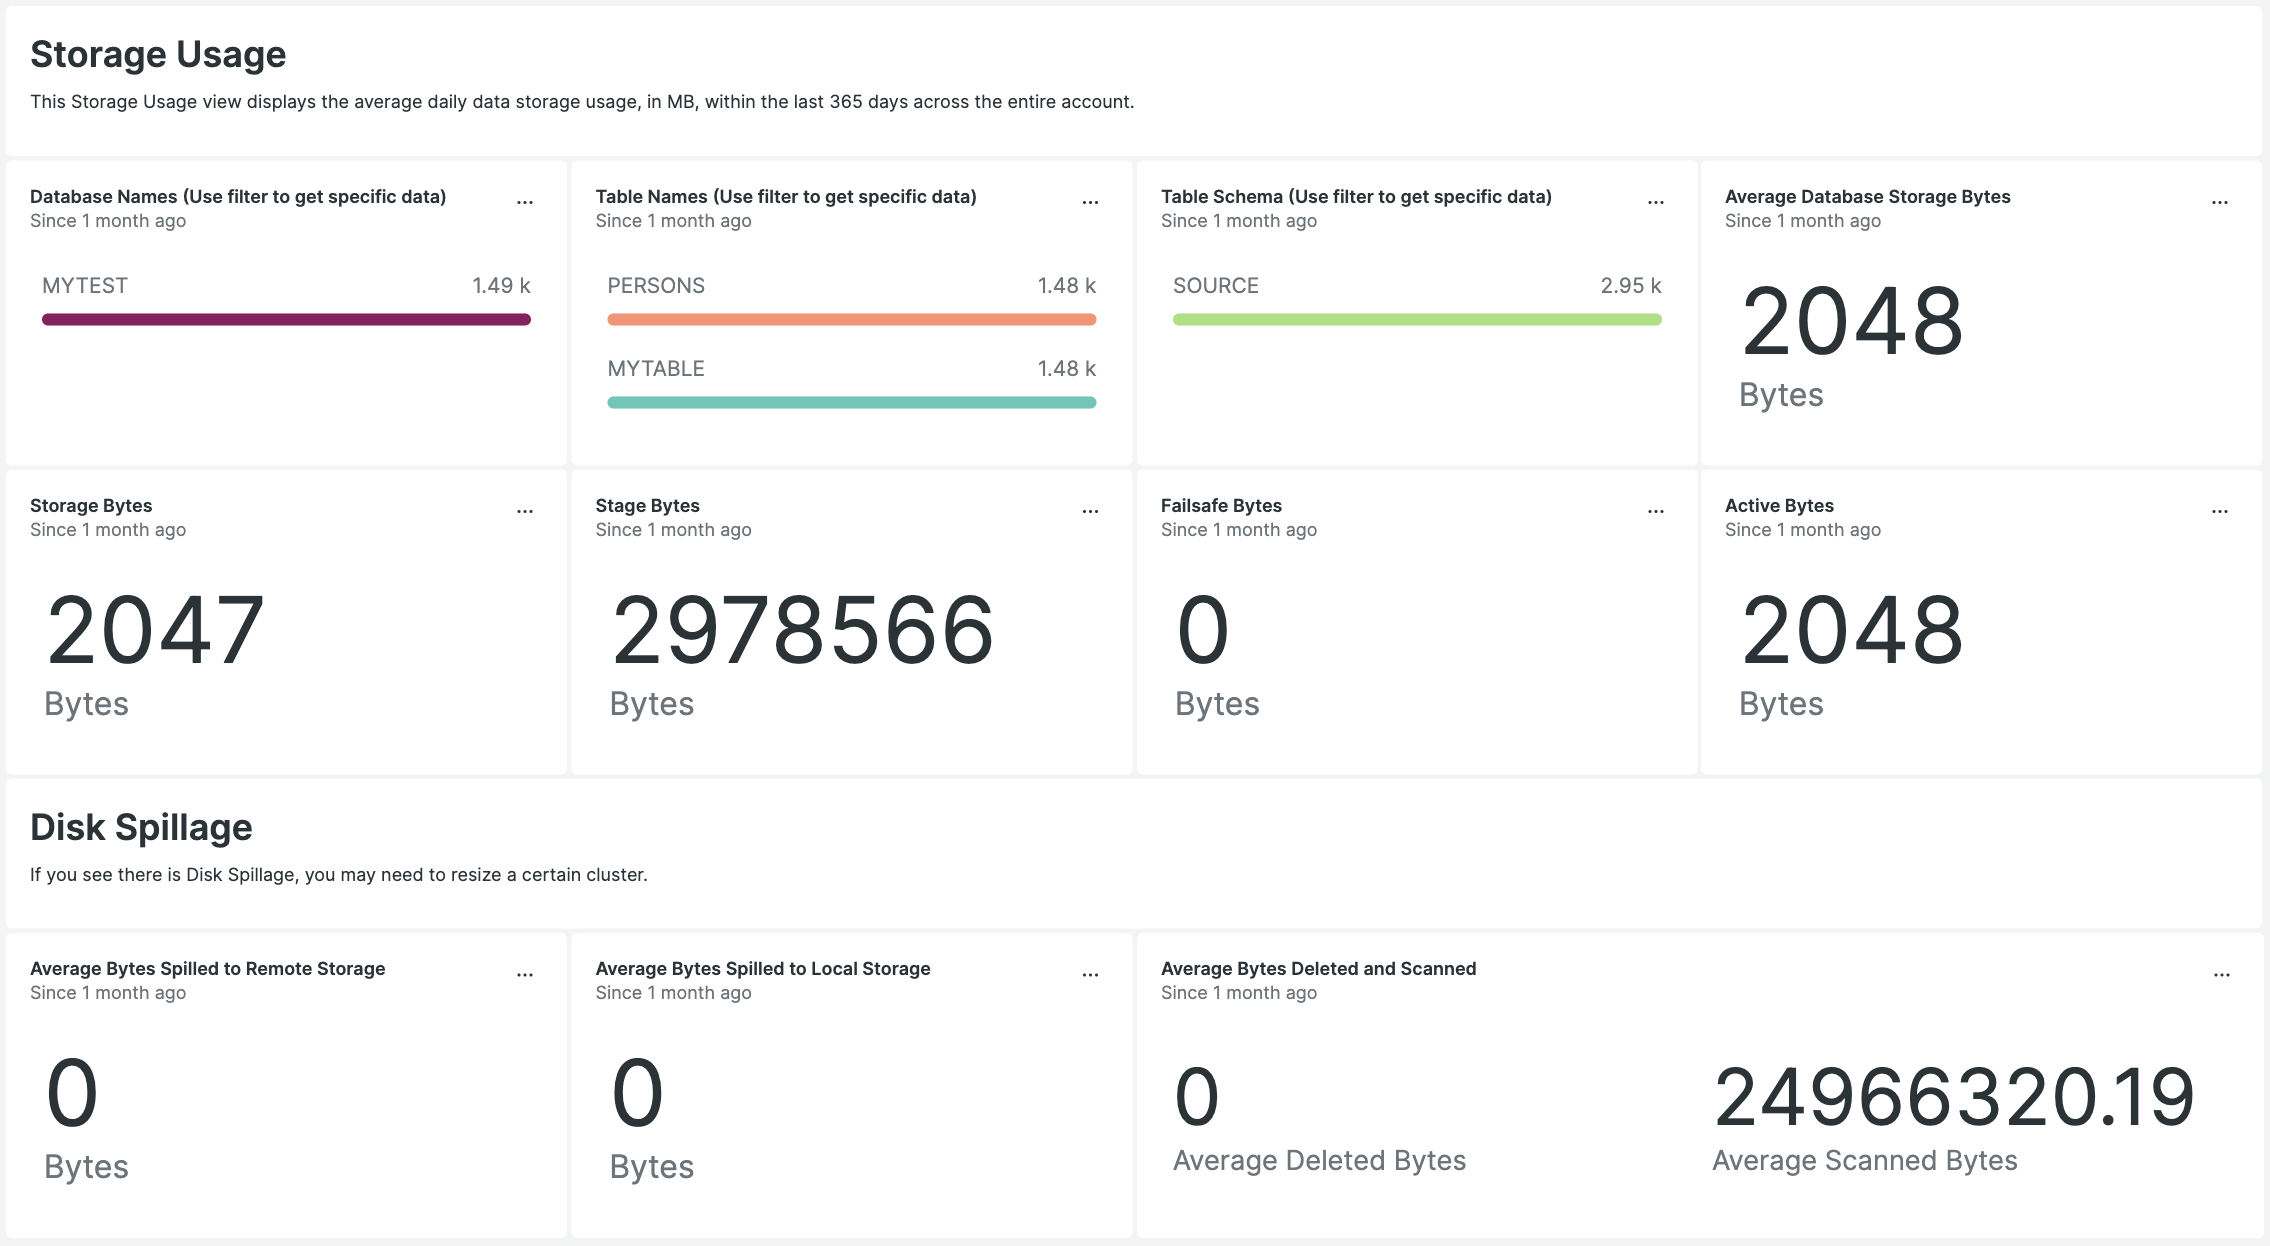 Storage Usage
This Storage Usage view displays the average daily data storage usage, in MB, within the last 365 days across the entire account.
Database Names (Use filter to get specific data)
...
Since 1 month ago
MYTEST 1.49 k
Table Names (Use filter to get specific data)
...
Since 1 month ago
PERSONS 1.48 k
MYTABLE 1.48 k
Table Schema (Use filter to get specific data)
...
Since 1 month ago
SOURCE 2.95 k
Average Database Storage Bytes
...
Since 1 month ago
2048
Bytes
Storage Bytes
...
Since 1 month ago
2047
Bytes
Stage Bytes
...
Since 1 month ago
2978566
Bytes
Failsafe Bytes
...
Since 1 month ago
0
Bytes
Active Bytes
...
Since 1 month ago
2048
Bytes
Disk Spillage
If you see there is Disk Spillage, you may need to resize a certain cluster.
Average Bytes Spilled to Remote Storage
...
Since 1 month ago
0
Bytes
Average Bytes Spilled to Local Storage
...
Since 1 month ago
0
Bytes
Average Bytes Deleted and Scanned
...
Since 1 month ago
0
Average Deleted Bytes
24966320.19
Average Scanned Bytes